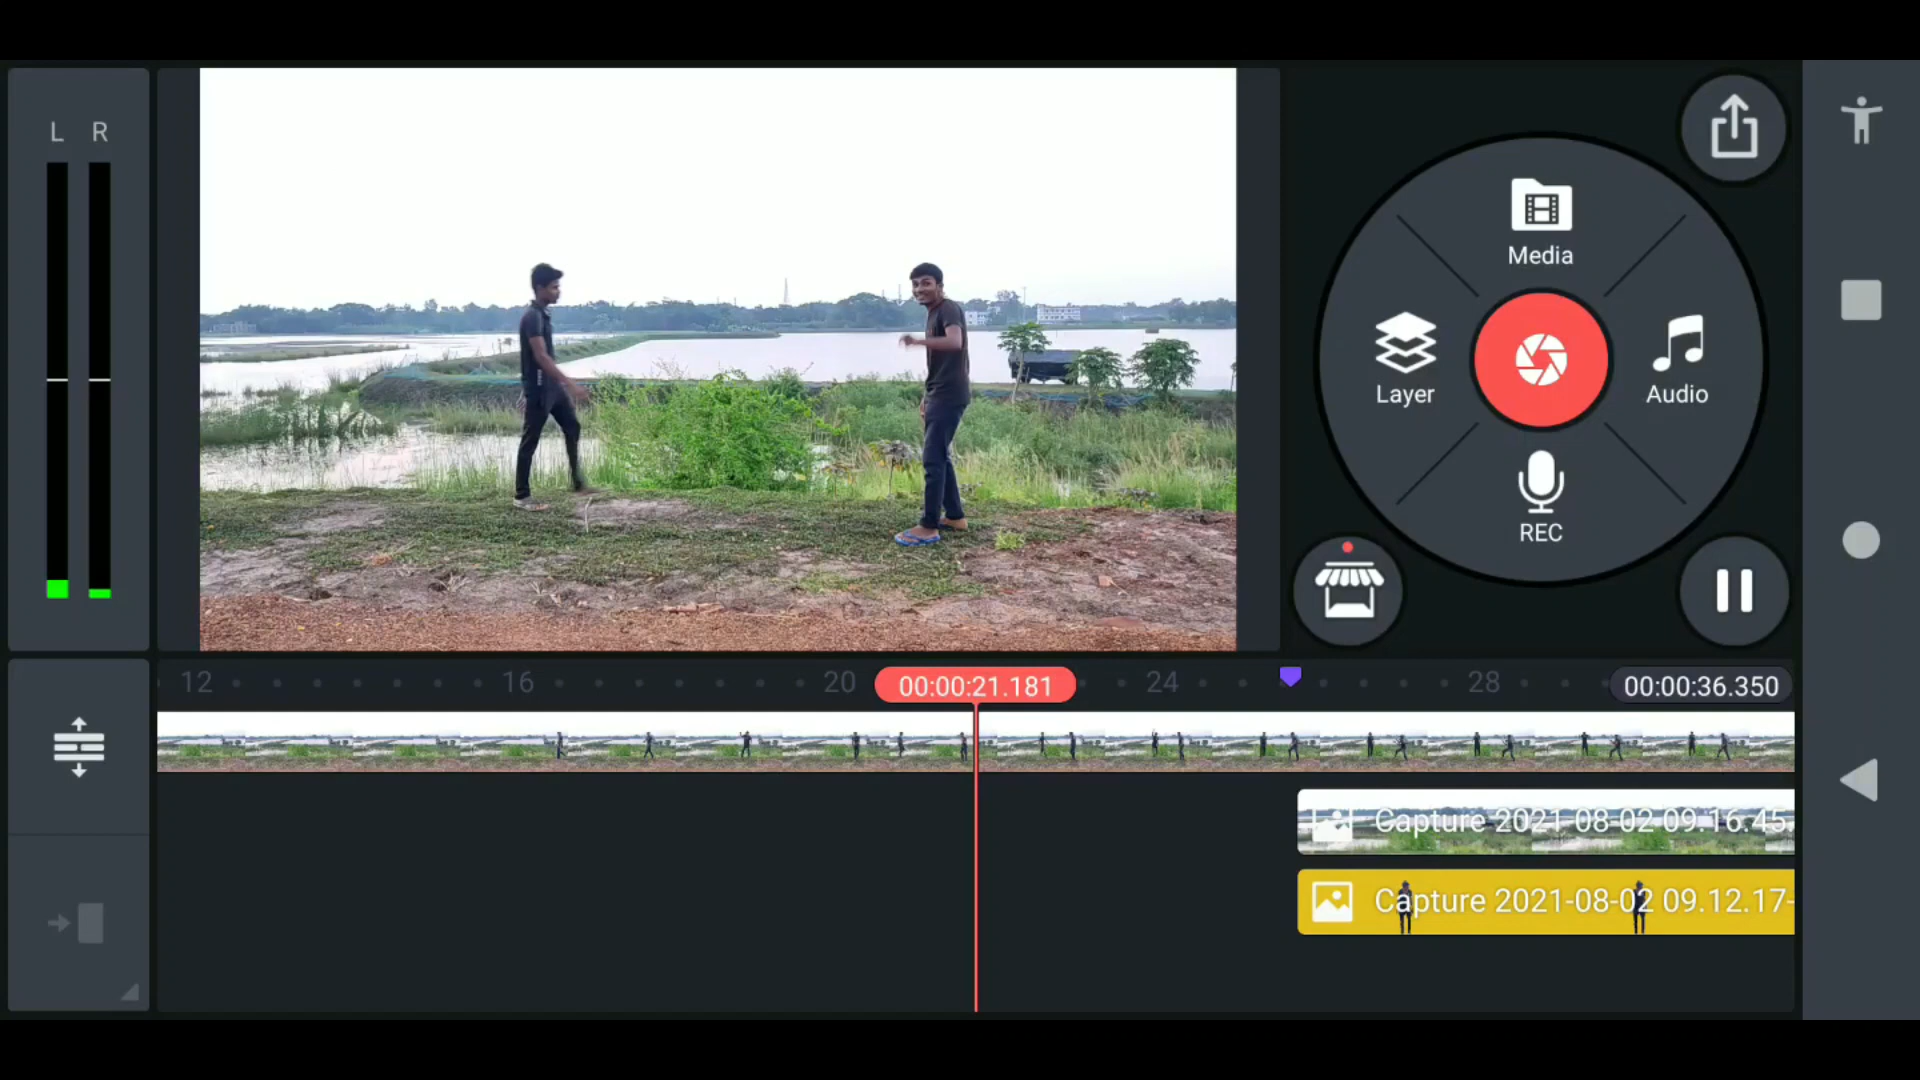 L R
Media
Layer
Audio
REC
12 16 20 00:00:21.181 24 28 00:00:36.350
Capture 2021-08-02 09.16.45.
Capture 2021-08-02 09.12.17-